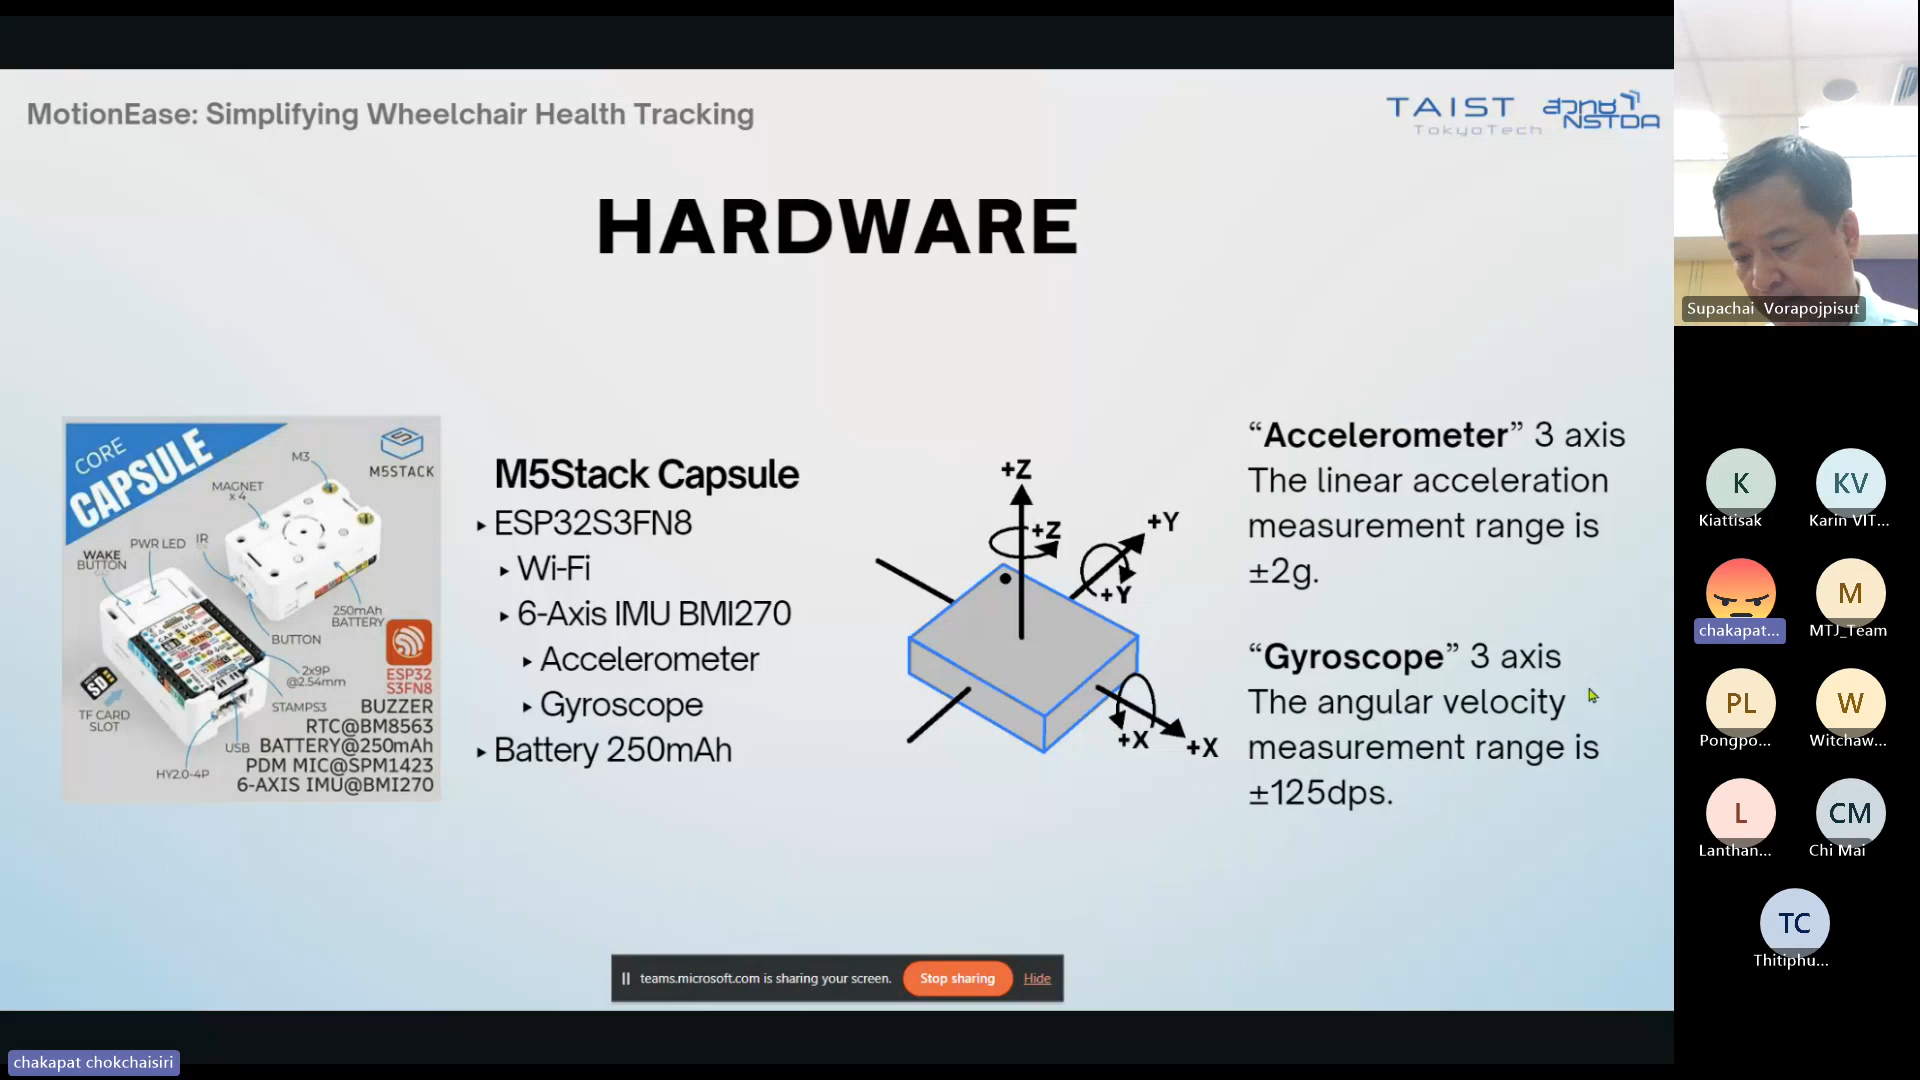 MotionEase: Simplifying Wheelchair Health Tracking
TAIST
TokyoTech
สวทช
NSTDA
HARDWARE
CORE
CAPSULE
M5STACK
M3
MAGNET
x 4
PWR LED
IR
WAKE
BUTTON
250mAh
BATTERY
BUTTON
2x9P
@2.54mm
ESP32
S3FN8
TF CARD
SLOT
STAMPS3
USB
HY2.0-4P
BUZZER
RTC@BM8563
BATTERY@250mAh
PDM MIC@SPM1423
6-AXIS IMU@BMI270
M5Stack Capsule
‣ ESP32S3FN8
‣ Wi-Fi
‣ 6-Axis IMU BMI270
‣ Accelerometer
‣ Gyroscope
‣ Battery 250mAh
+Z
+Z
+Y
+Y
+X
+X
“Accelerometer” 3 axis
The linear acceleration
measurement range is
±2g.
“Gyroscope” 3 axis
The angular velocity
measurement range is
±125dps.
teams.microsoft.com is sharing your screen.
Stop sharing
Hide
chakapat chokchaisiri
Supachai Vorapojpisut
K
Kiattisak
KV
Karin VIT...
chakapat...
M
MTJ_Team
PL
Pongpo...
W
Witchaw...
L
Lanthan...
CM
Chi Mai
TC
Thitiphu...